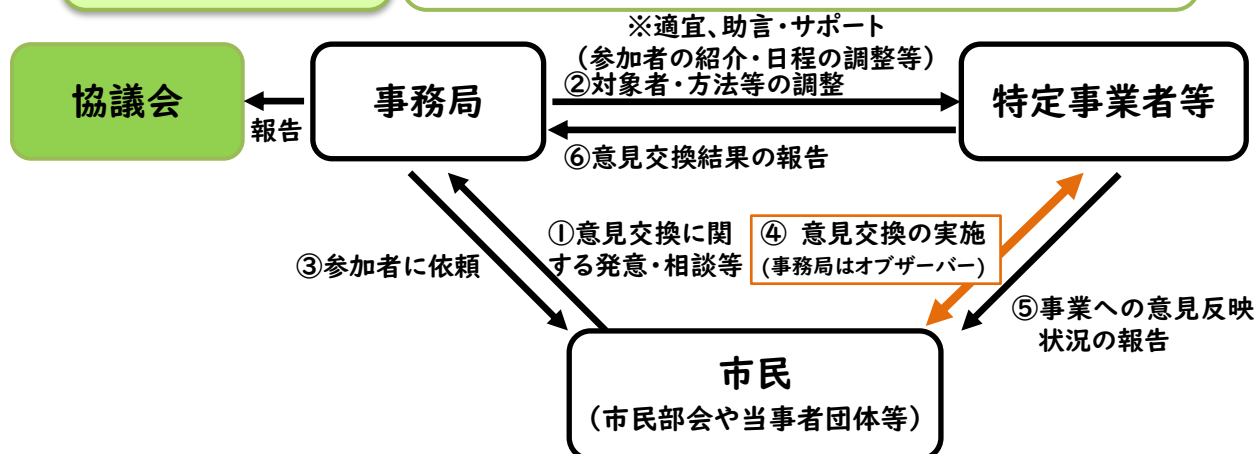 ※適宜、助言・サポート
（参加者の紹介・日程の調整等）
②対象者・方法等の調整
協議会
報告
事務局
特定事業者等
⑥意見交換結果の報告
①意見交換に関
する発意・相談等
④ 意見交換の実施
(事務局はオブザーバー)
③参加者に依頼
⑤事業への意見反映
状況の報告
市民
（市民部会や当事者団体等）